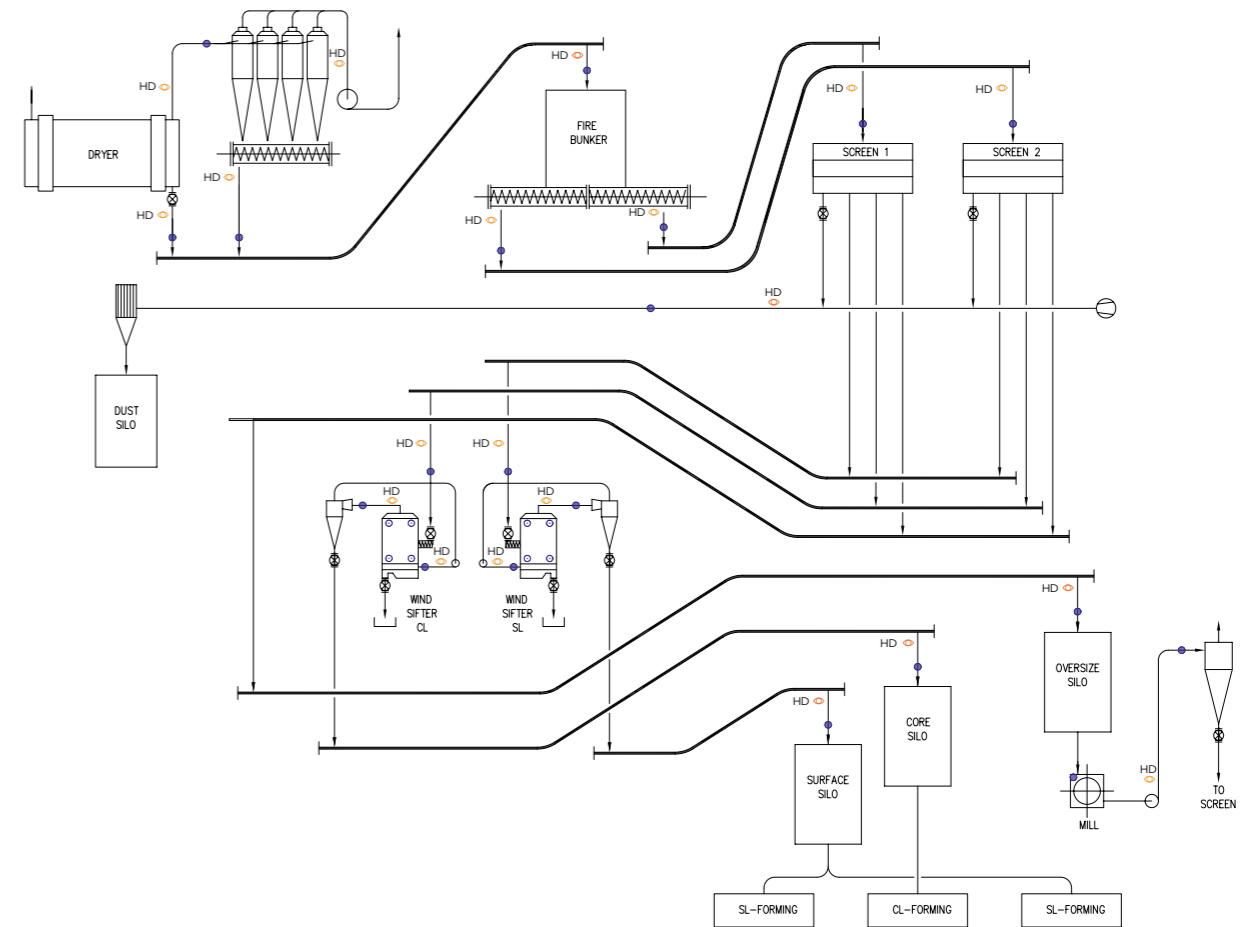 HD
HD
HD
HD
DRYER
FIRE
BUNKER
SCREEN 1
SCREEN 2
HD
HD
HD
HD
HD
HD
HD
HD
DUST
SILO
HD
HD
HD
HD
HD
HD
WIND
SIFTER
CL
WIND
SIFTER
SL
HD
HD
HD
OVERSIZE
SILO
CORE
SILO
SURFACE
SILO
HD
MILL
TO
SCREEN
SL-FORMING
CL-FORMING
SL-FORMING